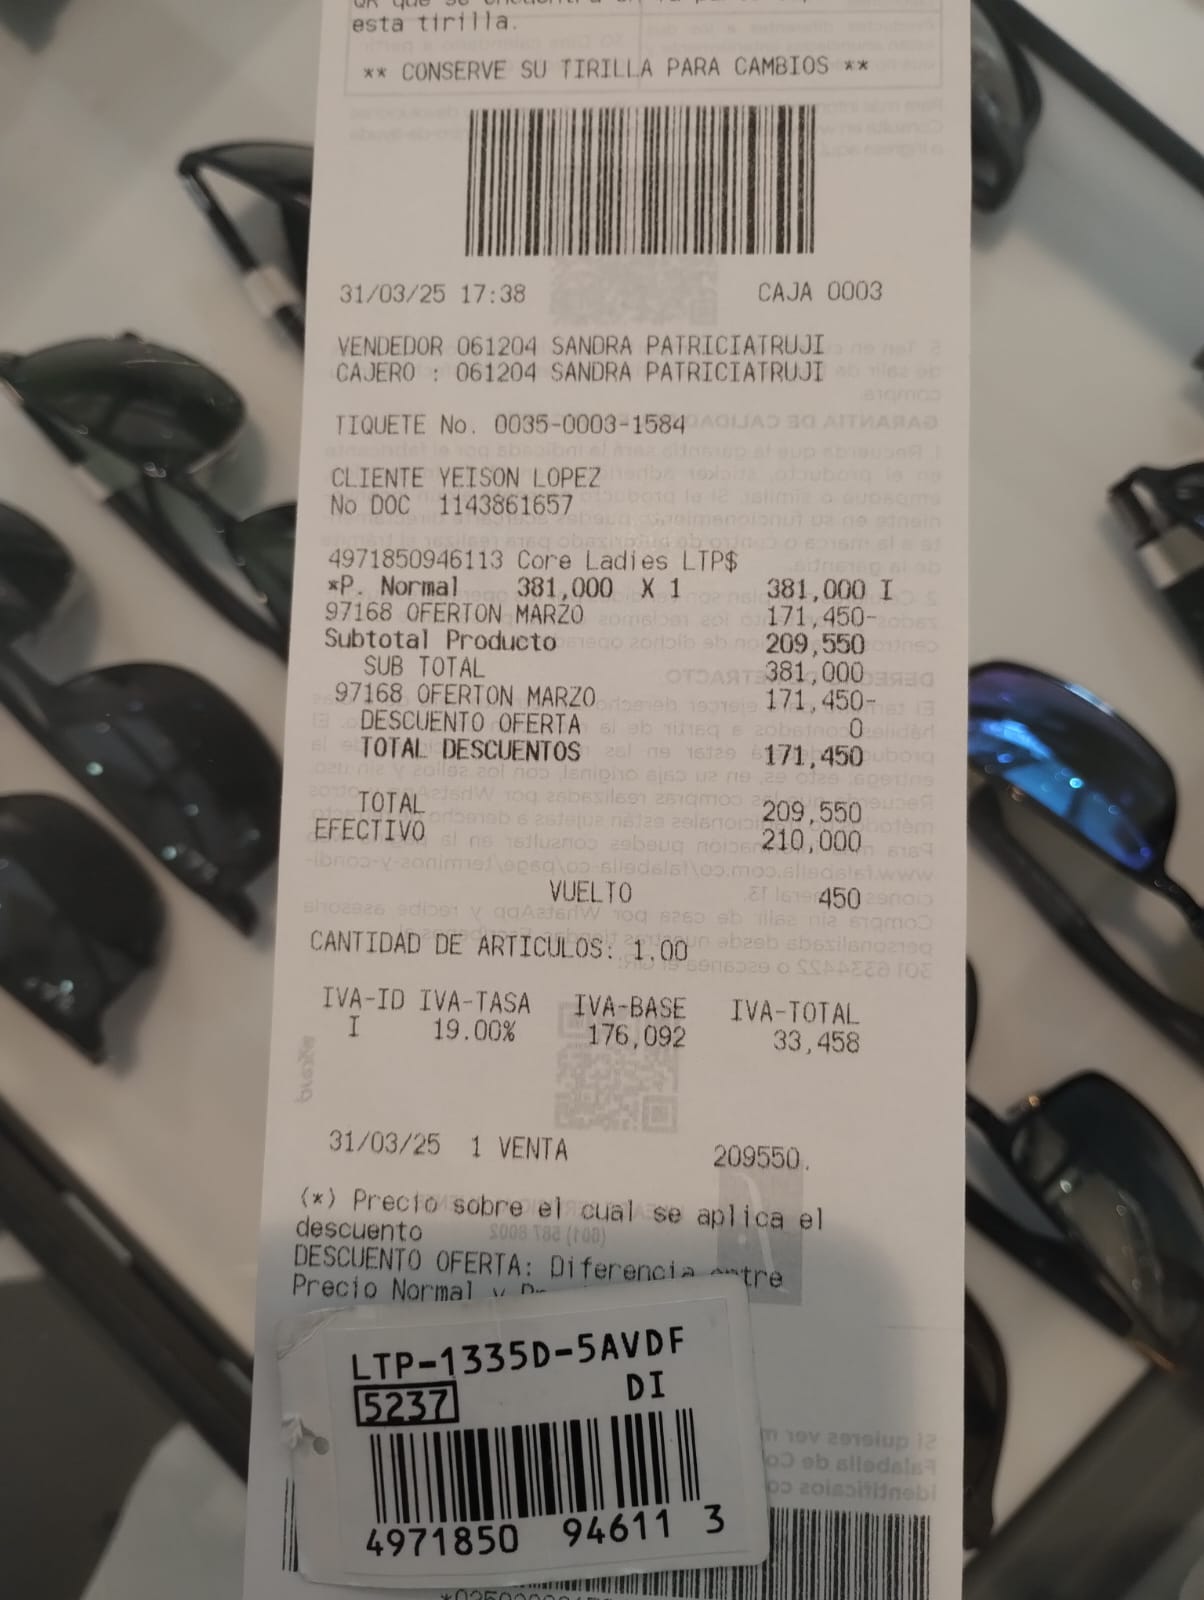 esta tirilla.
** CONSERVE SU TIRILLA PARA CAMBIOS **
31/03/25 17:38 CAJA 0003
VENDEDOR 061204 SANDRA PATRICIATRUJI
CAJERO : 061204 SANDRA PATRICIATRUJI
TIQUETE No. 0035-0003-1584
CLIENTE YEISON LOPEZ
No DOC 1143861657
4971850946113 Core Ladies LTP$
*P. Normal 381,000 X 1 381,000 I
97168 OFERTON MARZO 171,450-
Subtotal Producto 209,550
SUB TOTAL 381,000
97168 OFERTON MARZO 171,450-
DESCUENTO OFERTA 0
TOTAL DESCUENTOS 171,450
TOTAL 209,550
EFECTIVO 210,000
VUELTO 450
CANTIDAD DE ARTICULOS: 1.00
IVA-ID IVA-TASA IVA-BASE IVA-TOTAL
I 19.00% 176,092 33,458
31/03/25 1 VENTA 209550.
(*) Precio sobre el cual se aplica el
descuento
DESCUENTO OFERTA: Diferencia entre
Precio Normal y
LTP-1335D-5AVDF
5237 DI
4971850 94611 3